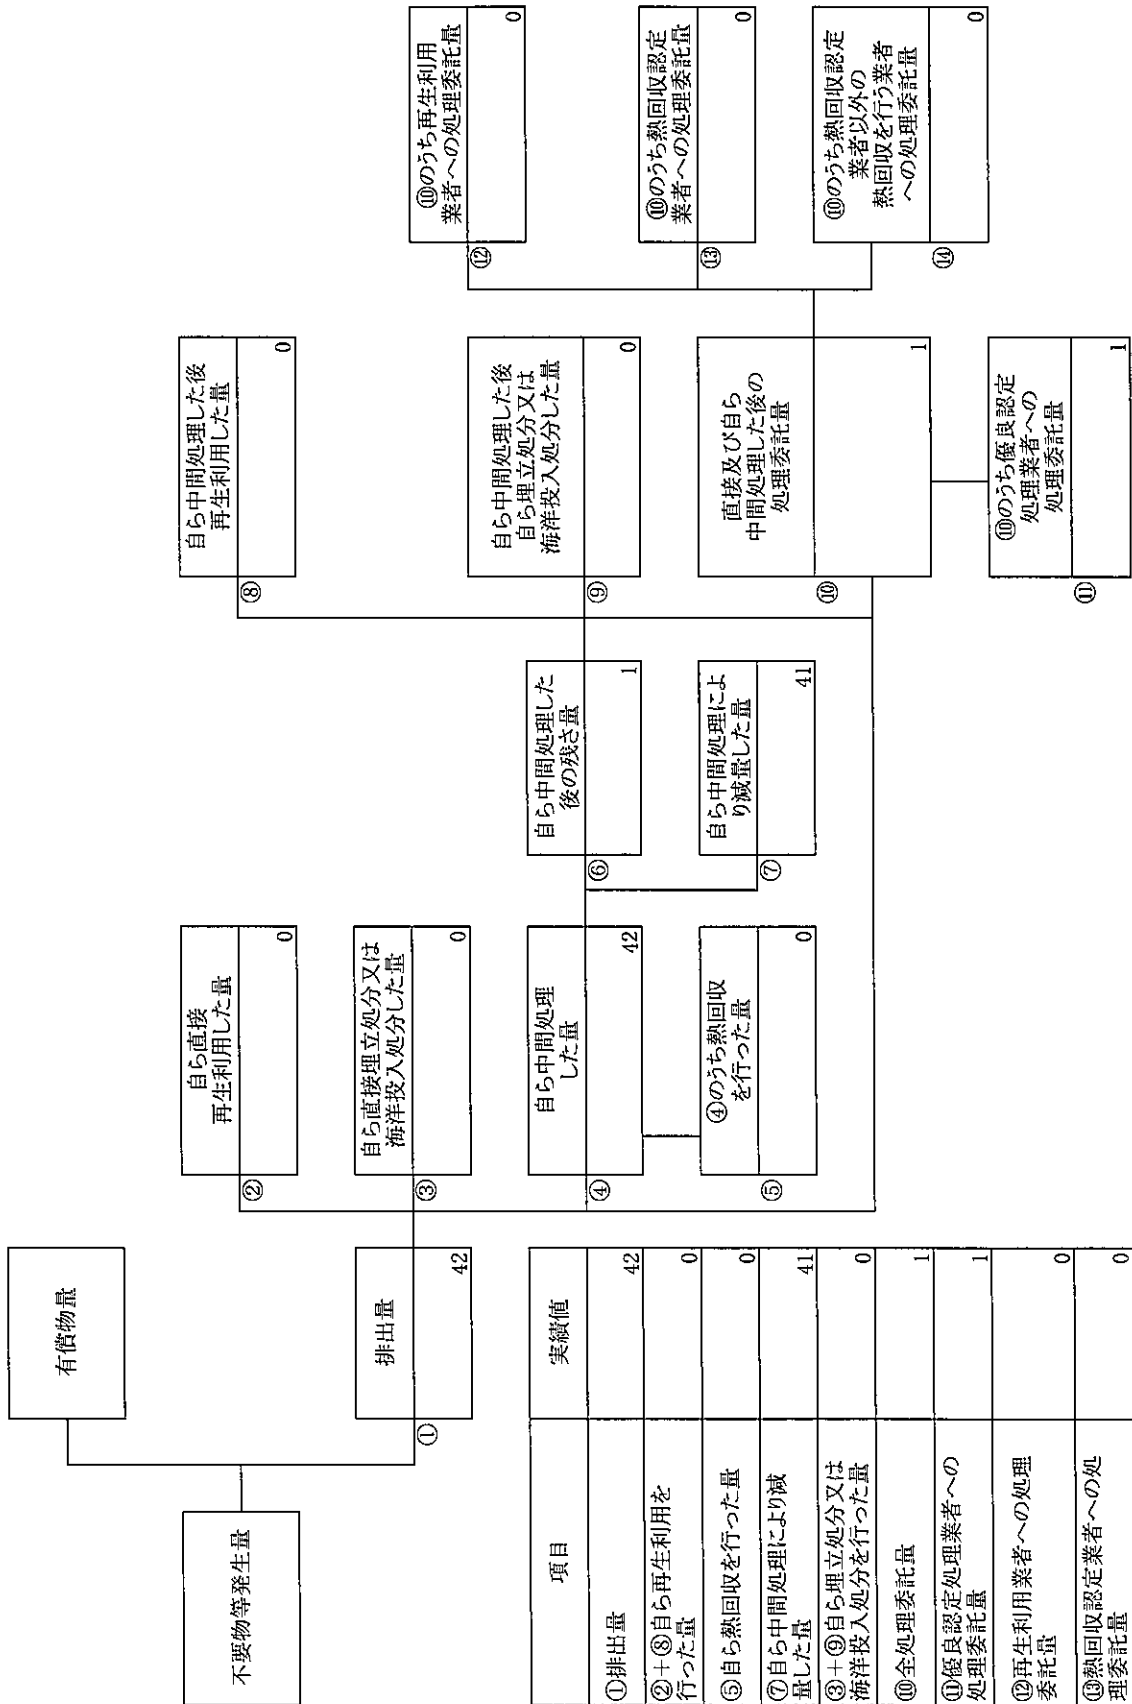 不要物等発生量
有償物量
①
排出量
42
②
自ら直接
再生利用した量
0
③
自ら直接埋立処分又は
海洋投入処分した量
0
④
自ら中間処理
した量
42
⑤
④のうち熱回収
を行った量
0
⑥
自ら中間処理した
後の残さ量
1
⑦
自ら中間処理によ
り減量した量
41
⑧
自ら中間処理した後
再生利用した量
0
⑨
自ら中間処理した後
自ら埋立処分又は
海洋投入処分した量
0
⑩
直接及び自ら
中間処理した後の
処理委託量
1
⑪
⑩のうち優良認定
処理業者への
処理委託量
1
⑫
⑩のうち再生利用
業者への処理委託量
0
⑬
⑩のうち熱回収認定
業者への処理委託量
0
⑭
⑩のうち熱回収認定
業者以外の
熱回収を行う業者
への処理委託量
0
項目 実績値
①排出量 42
②+⑧自ら再生利用を
行った量 0
⑤自ら熱回収を行った量 0
⑦自ら中間処理により減
量した量 41
③+⑨自ら埋立処分又は
海洋投入処分を行った量 0
⑩全処理委託量 1
⑪優良認定処理業者への
処理委託量 1
⑫再生利用業者への処理
委託量 0
⑬熱回収認定業者への処
理委託量 0